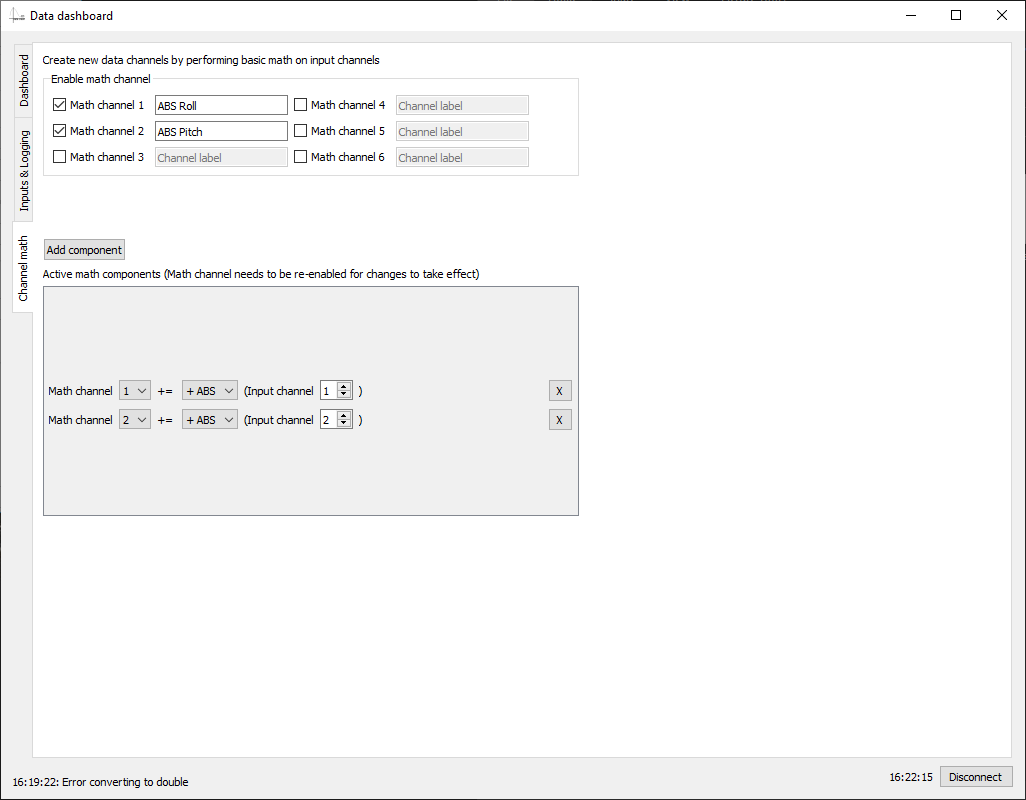 Data dashboard
Dashboard
Inputs & Logging
Channel math
Create new data channels by performing basic math on input channels
Enable math channel
Math channel 1 ABS Roll Math channel 4 Channel label
Math channel 2 ABS Pitch Math channel 5 Channel label
Math channel 3 Channel label Math channel 6 Channel label
Add component
Active math components (Math channel needs to be re-enabled for changes to take effect)
Math channel 1 += + ABS (Input channel 1 ) X
Math channel 2 += + ABS (Input channel 2 ) X
16:19:22: Error converting to double
16:22:15 Disconnect